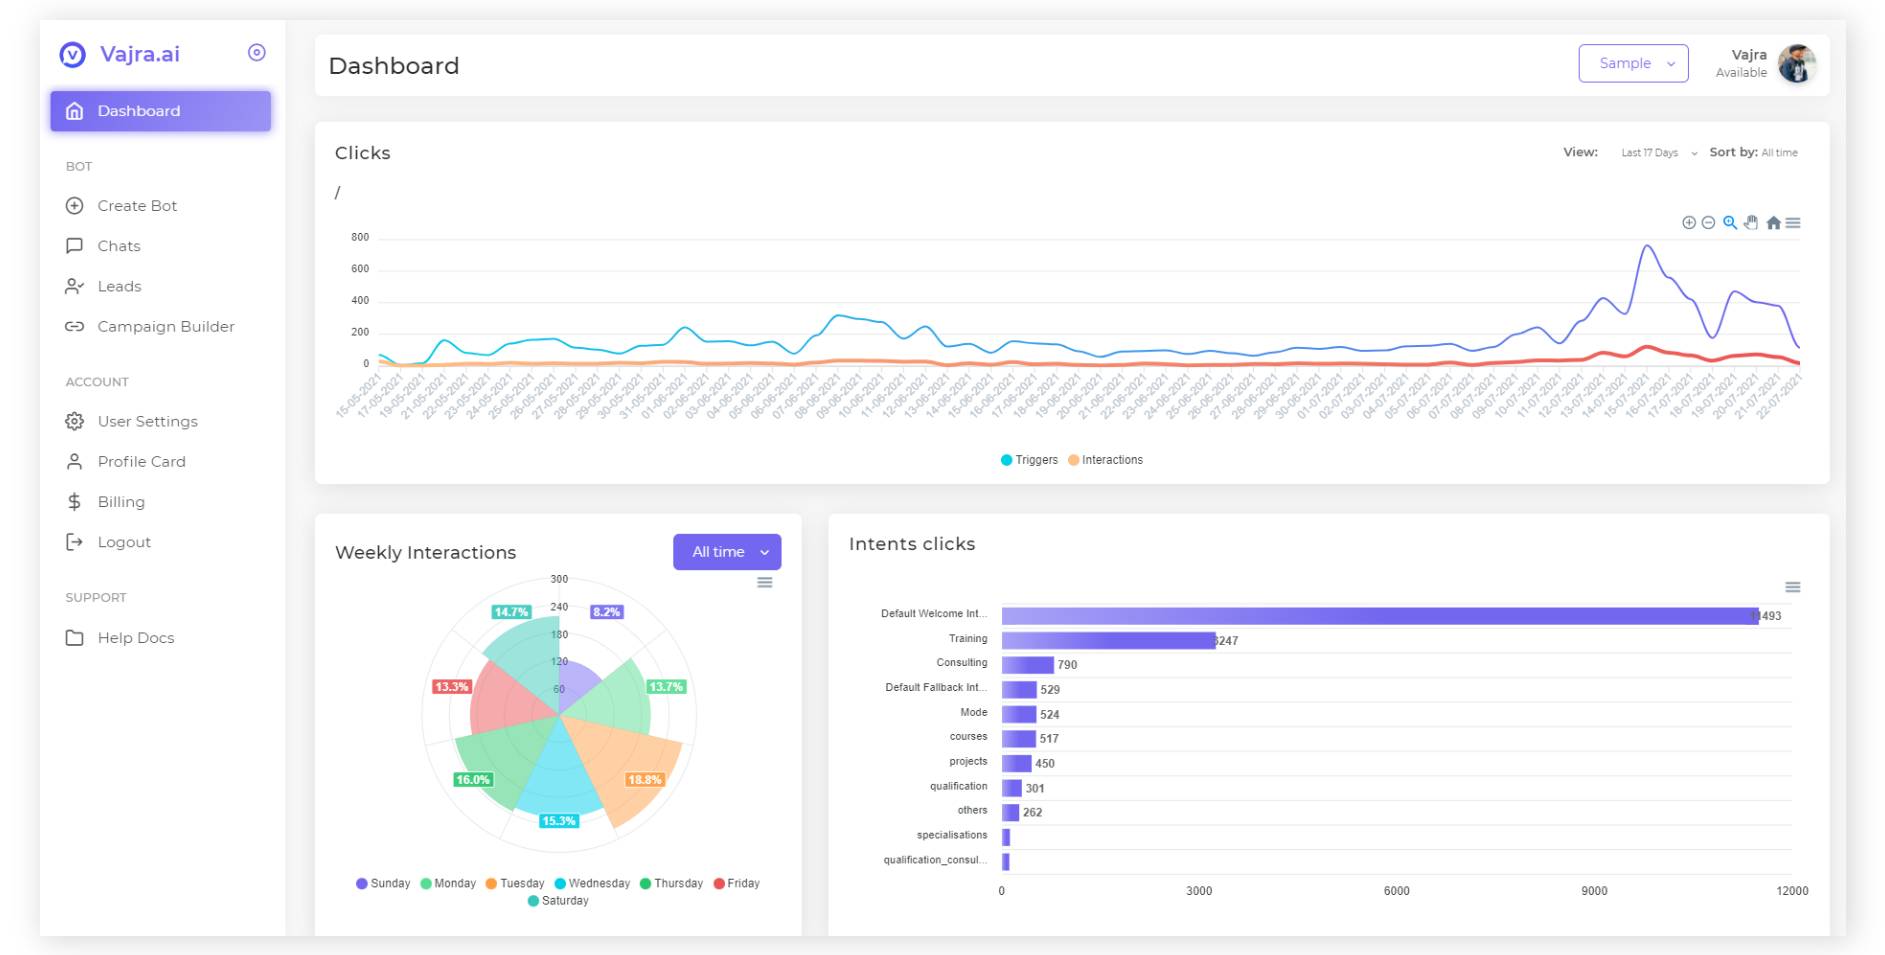 Vajra.ai
Dashboard
BOT
Create Bot
Chats
Leads
Campaign Builder
ACCOUNT
User Settings
Profile Card
Billing
Logout
SUPPORT
Help Docs
Dashboard
Sample
Vajra
Available
Clicks
View: Last 17 Days Sort by: All time
/
800
600
400
200
0
15-05-2021 17-05-2021 19-05-2021 21-05-2021 22-05-2021 23-05-2021 24-05-2021 25-05-2021 26-05-2021 27-05-2021 28-05-2021 29-05-2021 30-05-2021 31-05-2021 01-06-2021 02-06-2021 03-06-2021 04-06-2021 05-06-2021 06-06-2021 07-06-2021 08-06-2021 09-06-2021 10-06-2021 11-06-2021 12-06-2021 13-06-2021 14-06-2021 15-06-2021 16-06-2021 17-06-2021 18-06-2021 19-06-2021 20-06-2021 21-06-2021 22-06-2021 23-06-2021 24-06-2021 25-06-2021 26-06-2021 27-06-2021 28-06-2021 29-06-2021 30-06-2021 01-07-2021 02-07-2021 03-07-2021 04-07-2021 05-07-2021 06-07-2021 07-07-2021 08-07-2021 09-07-2021 10-07-2021 11-07-2021 12-07-2021 13-07-2021 14-07-2021 15-07-2021 16-07-2021 17-07-2021 18-07-2021 19-07-2021 20-07-2021 21-07-2021 22-07-2021
Triggers Interactions
Weekly Interactions
All time
300
240
180
120
60
14.7%
8.2%
13.3%
13.7%
16.0%
18.8%
15.3%
Sunday Monday Tuesday Wednesday Thursday Friday
Saturday
Intents clicks
Default Welcome Int... 11493
Training 3247
Consulting 790
Default Fallback Int... 529
Mode 524
courses 517
projects 450
qualification 301
others 262
specialisations
qualification_consul...
0 3000 6000 9000 12000